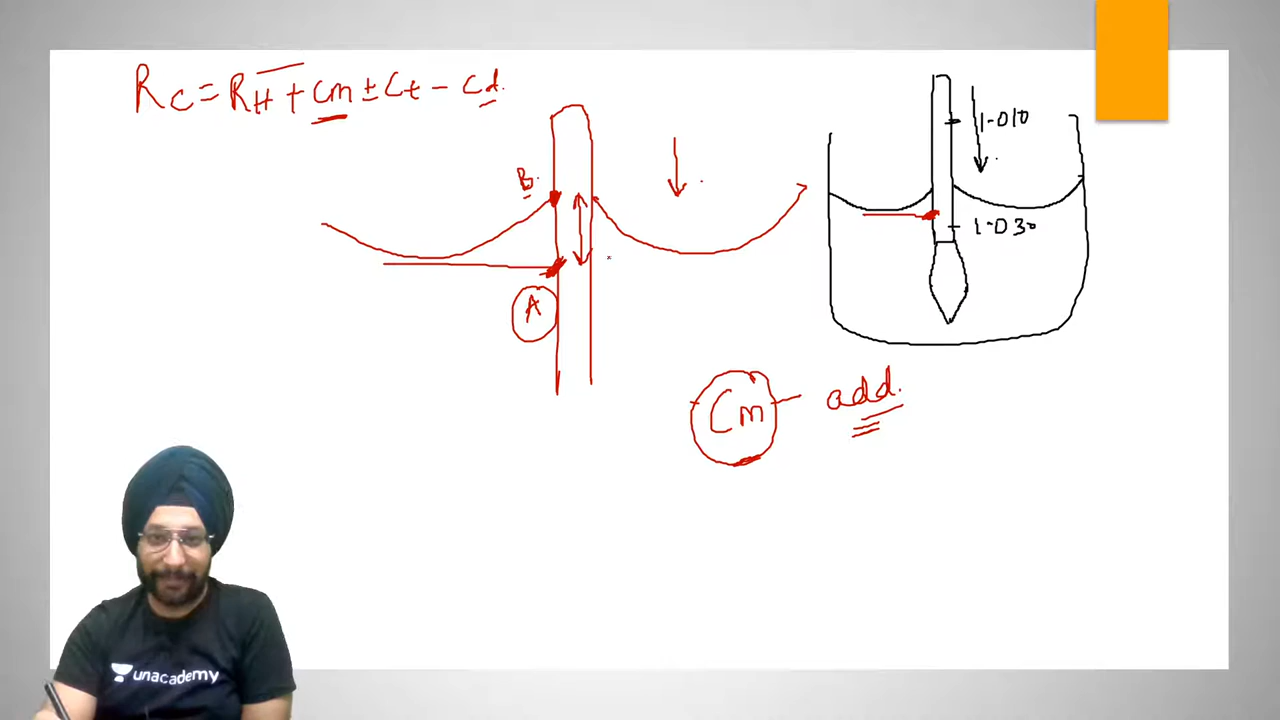 Rc = RH + Cm ± Ct - Cd.
B.
A
1.010
1.030
Cm - add.
unacademy